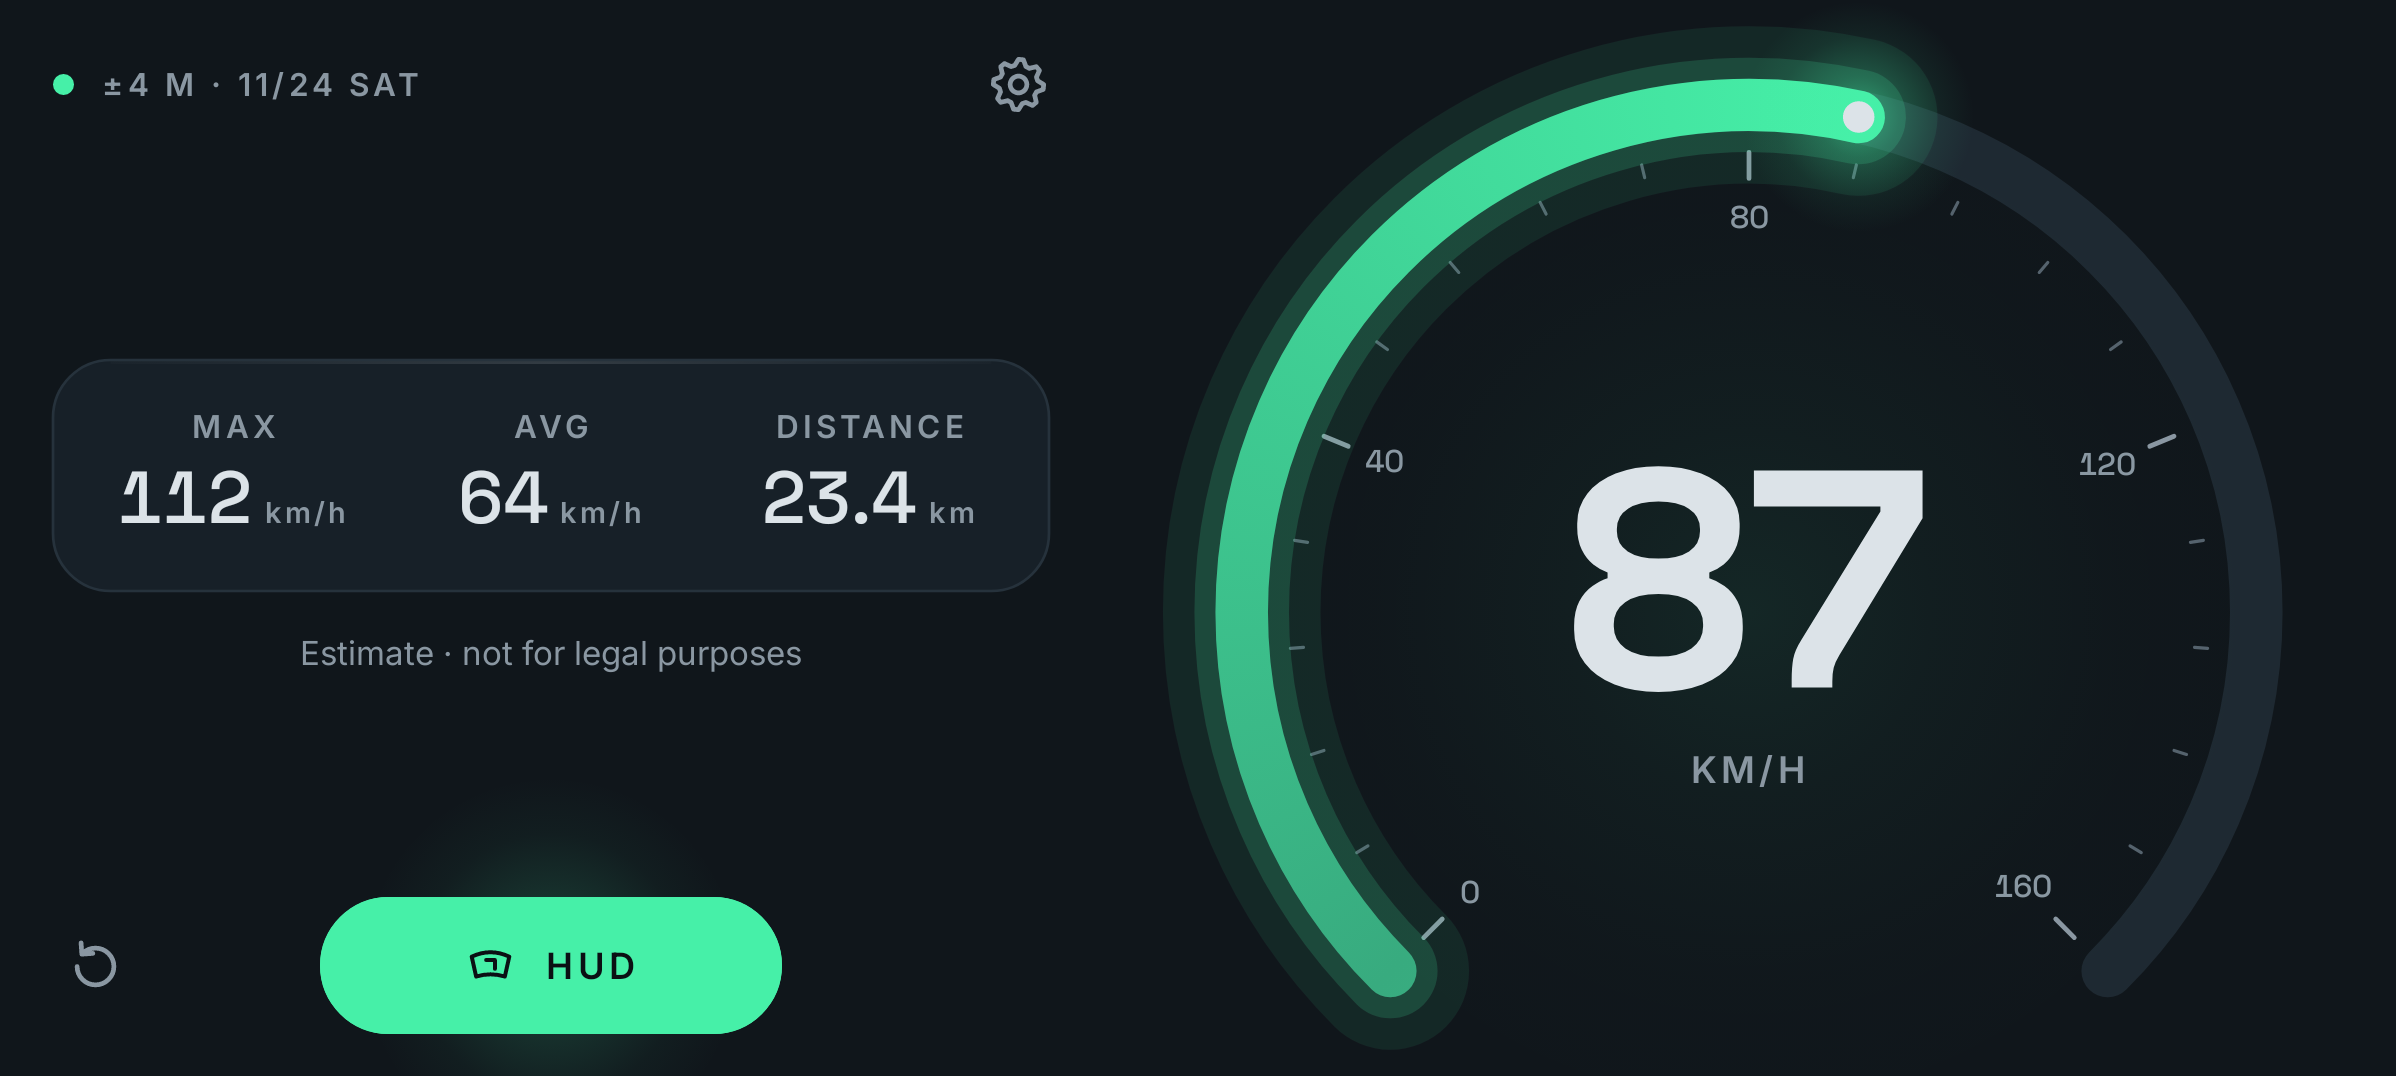 ±4 M · 11/24 SAT
MAX AVG DISTANCE
112 km/h 64 km/h 23.4 km
Estimate · not for legal purposes
HUD
0
40
80
120
160
87
KM/H